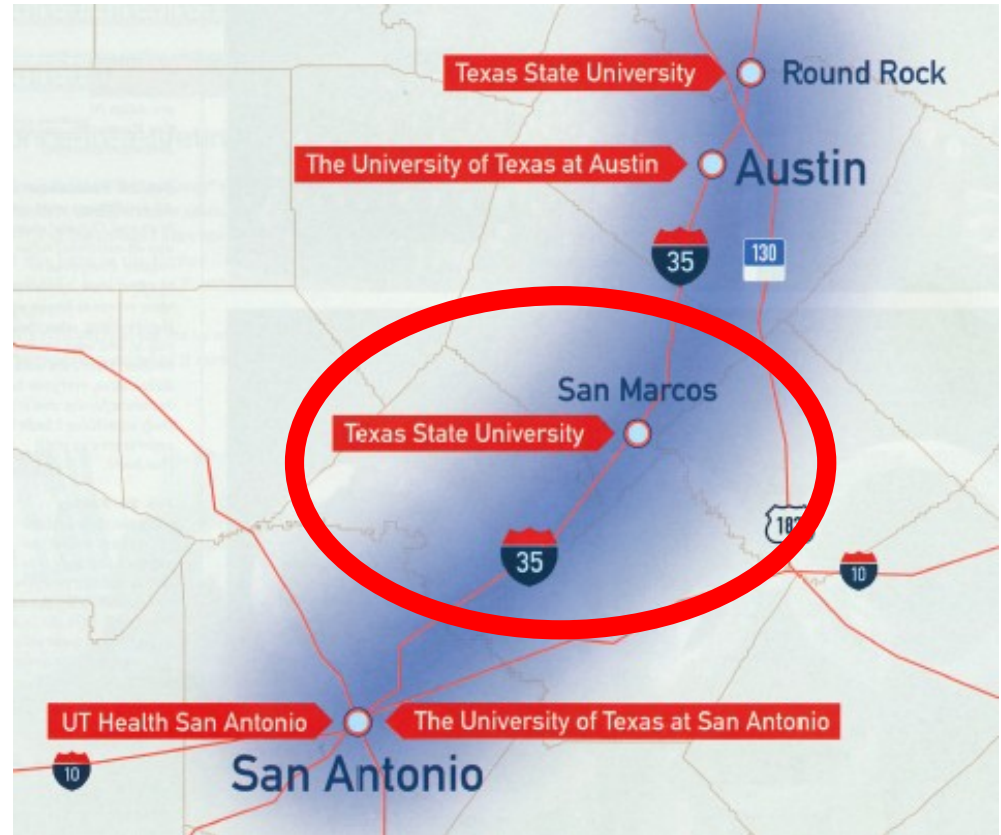 Texas State University
Round Rock
The University of Texas at Austin
Austin
35
130
San Marcos
Texas State University
35
10
UT Health San Antonio
The University of Texas at San Antonio
10
San Antonio